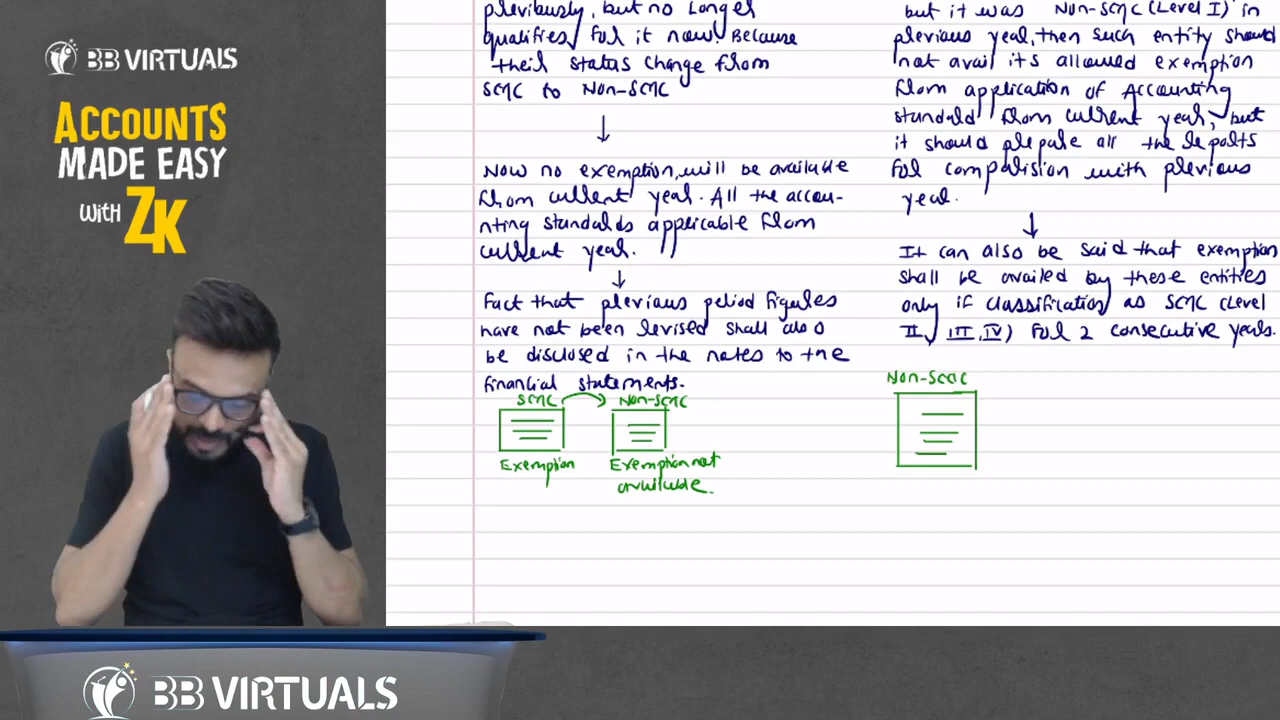 BB VIRTUALS
ACCOUNTS
MADE EASY
WITH ZK
previously, but no longer
qualifies for it now. Because
their status change from
SMC to Non-SMC
↓
Now no exemption will be available
from current year. All the accou-
nting standards applicable from
current year.
↓
Fact that previous period figures
have not been revised shall also
be disclosed in the notes to the
financial statements.
SMC Non-SMC
Exemption Exemption not
available.
but it was Non-SMC (Level I) in
previous year, then such entity should
not avail its allowed exemption
from application of Accounting
standard from current year, but
it should prepare all the reports
for comparision with previous
year.
↓
It can also be said that exemption
shall be availed by these entities
only if classification as SMC (Level
II, III, IV) for 2 consecutive years.
Non-SMC
BB VIRTUALS